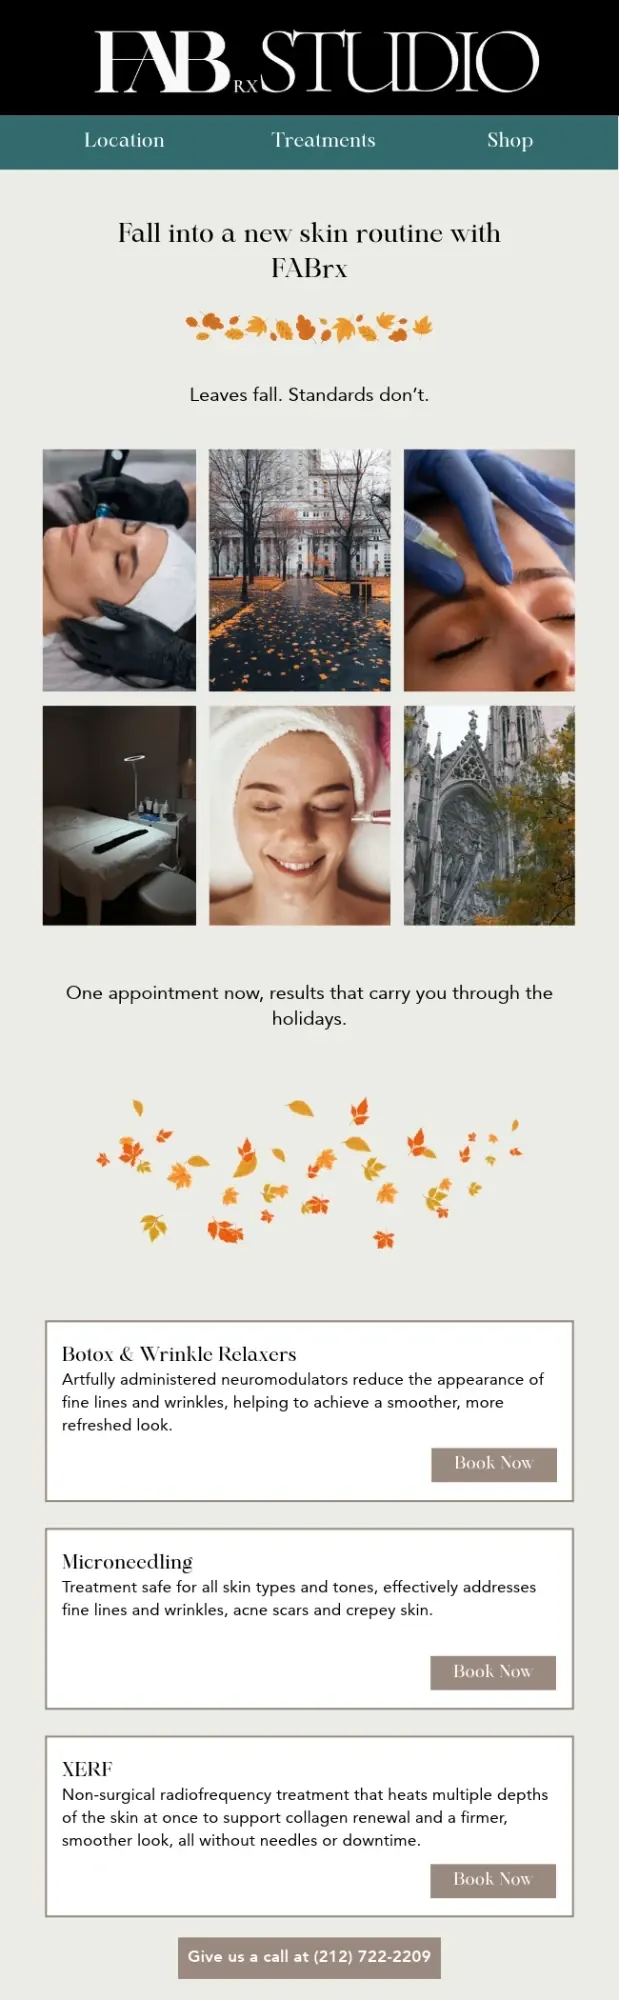 FAB RX STUDIO
Location Treatments Shop
Fall into a new skin routine with
FABrx
Leaves fall. Standards don’t.
One appointment now, results that carry you through the
holidays.
Botox & Wrinkle Relaxers
Artfully administered neuromodulators reduce the appearance of
fine lines and wrinkles, helping to achieve a smoother, more
refreshed look.
Book Now
Microneedling
Treatment safe for all skin types and tones, effectively addresses
fine lines and wrinkles, acne scars and crepey skin.
Book Now
XERF
Non-surgical radiofrequency treatment that heats multiple depths
of the skin at once to support collagen renewal and a firmer,
smoother look, all without needles or downtime.
Book Now
Give us a call at (212) 722-2209